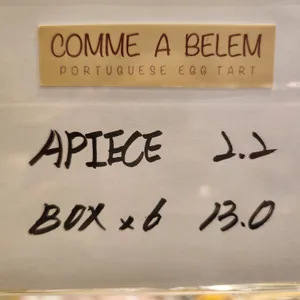 COMME A BELEM
PORTUGUESE EGG TART
APIECE 2.2
BOX x 6 13.0